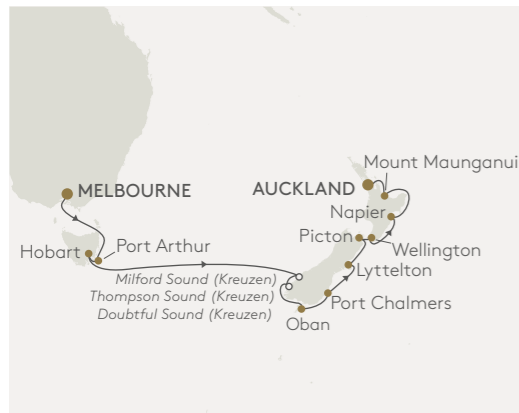 Mount Maunganui
MELBOURNE
AUCKLAND
Napier
Picton
Hobart
Port Arthur
Wellington
Lyttelton
Milford Sound (Kreuzen)
Thompson Sound (Kreuzen)
Port Chalmers
Doubtful Sound (Kreuzen)
Oban